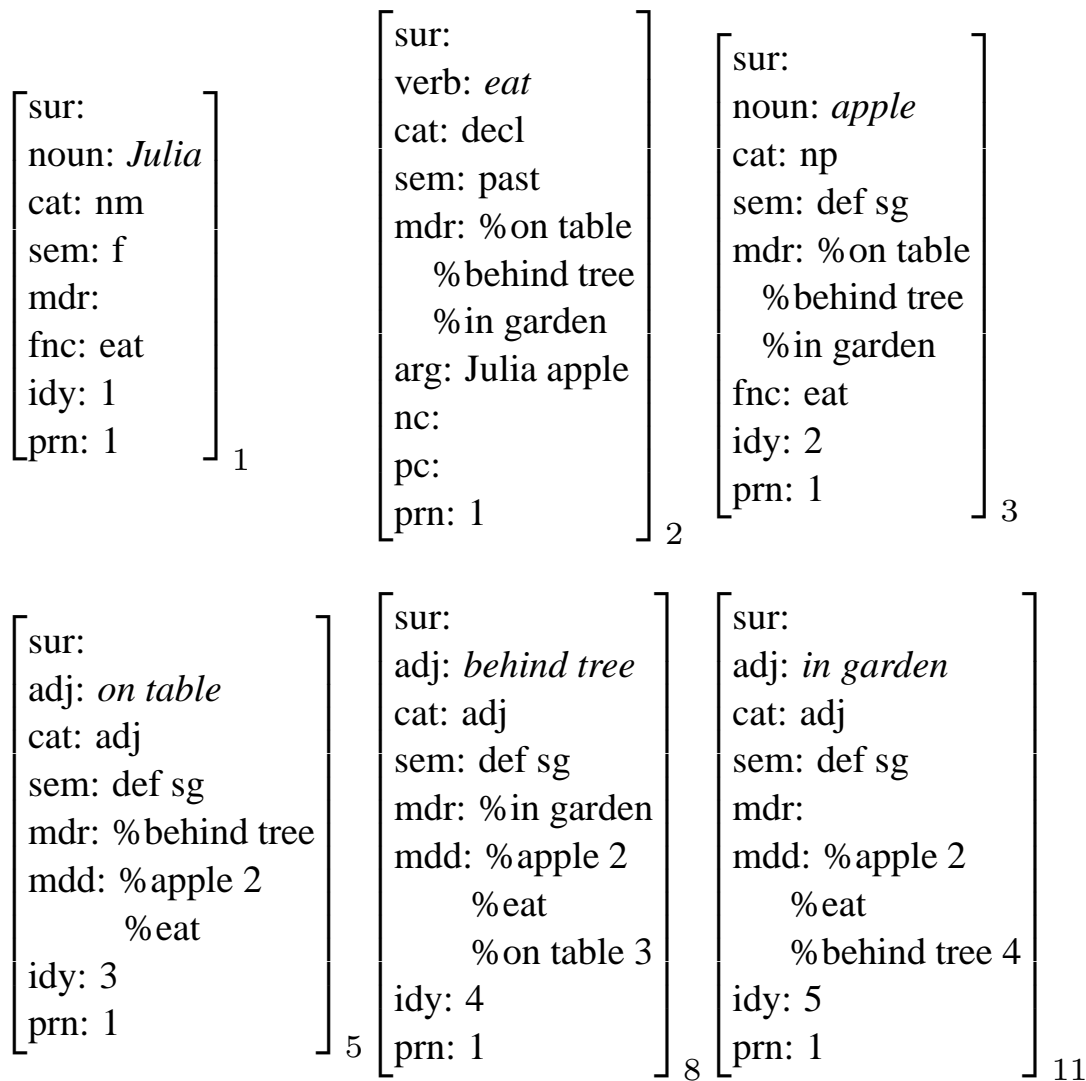 sur:
noun: Julia
cat: nm
sem: f
mdr:
fnc: eat
idy: 1
prn: 1
1
sur:
verb: eat
cat: decl
sem: past
mdr: %on table
%behind tree
%in garden
arg: Julia apple
nc:
pc:
prn: 1
2
sur:
noun: apple
cat: np
sem: def sg
mdr: %on table
%behind tree
%in garden
fnc: eat
idy: 2
prn: 1
3
sur:
adj: on table
cat: adj
sem: def sg
mdr: %behind tree
mdd: %apple 2
%eat
idy: 3
prn: 1
5
sur:
adj: behind tree
cat: adj
sem: def sg
mdr: %in garden
mdd: %apple 2
%eat
%on table 3
idy: 4
prn: 1
8
sur:
adj: in garden
cat: adj
sem: def sg
mdr:
mdd: %apple 2
%eat
%behind tree 4
idy: 5
prn: 1
11